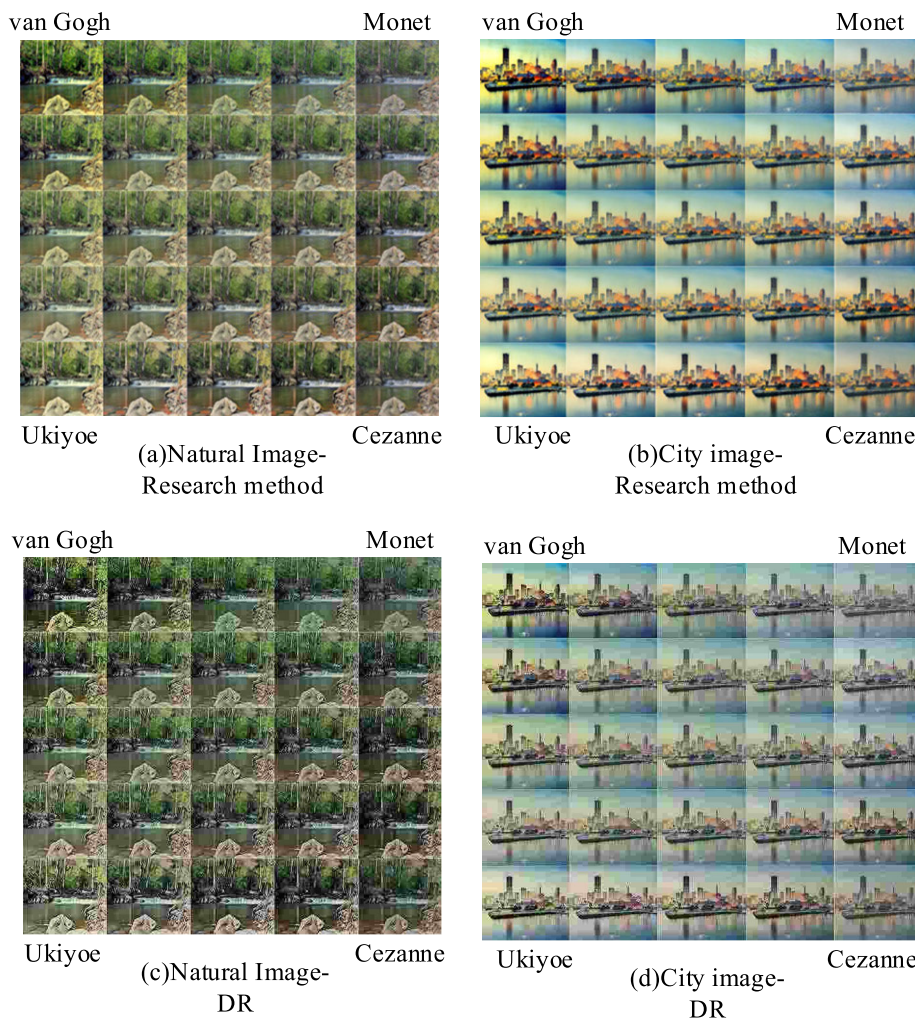 van Gogh Monet
van Gogh Monet
Ukiyoe Cezanne
(a)Natural Image-
Research method
Ukiyoe Cezanne
(b)City image-
Research method
van Gogh Monet
van Gogh Monet
Ukiyoe Cezanne
(c)Natural Image-
DR
Ukiyoe Cezanne
(d)City image-
DR